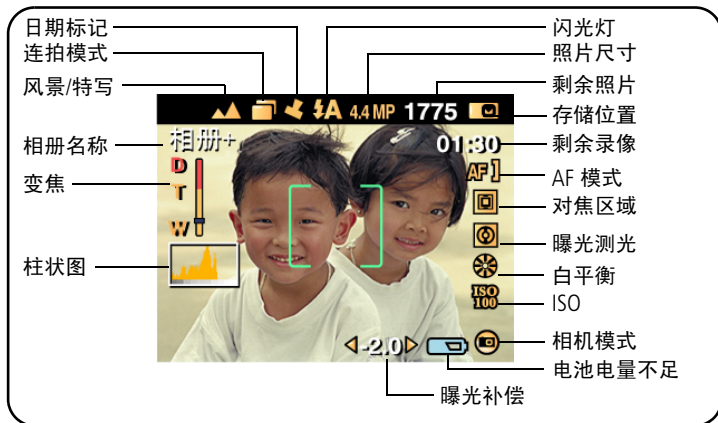 日期标记
连拍模式
风景/特写
相册名称
变焦
柱状图
闪光灯
照片尺寸
剩余照片
存储位置
剩余录像
AF 模式
对焦区域
曝光测光
白平衡
ISO
相机模式
电池电量不足
曝光补偿
A 4.4 MP 1775
相册+
01:30
D
T
W
AF
ISO
100
-2.0